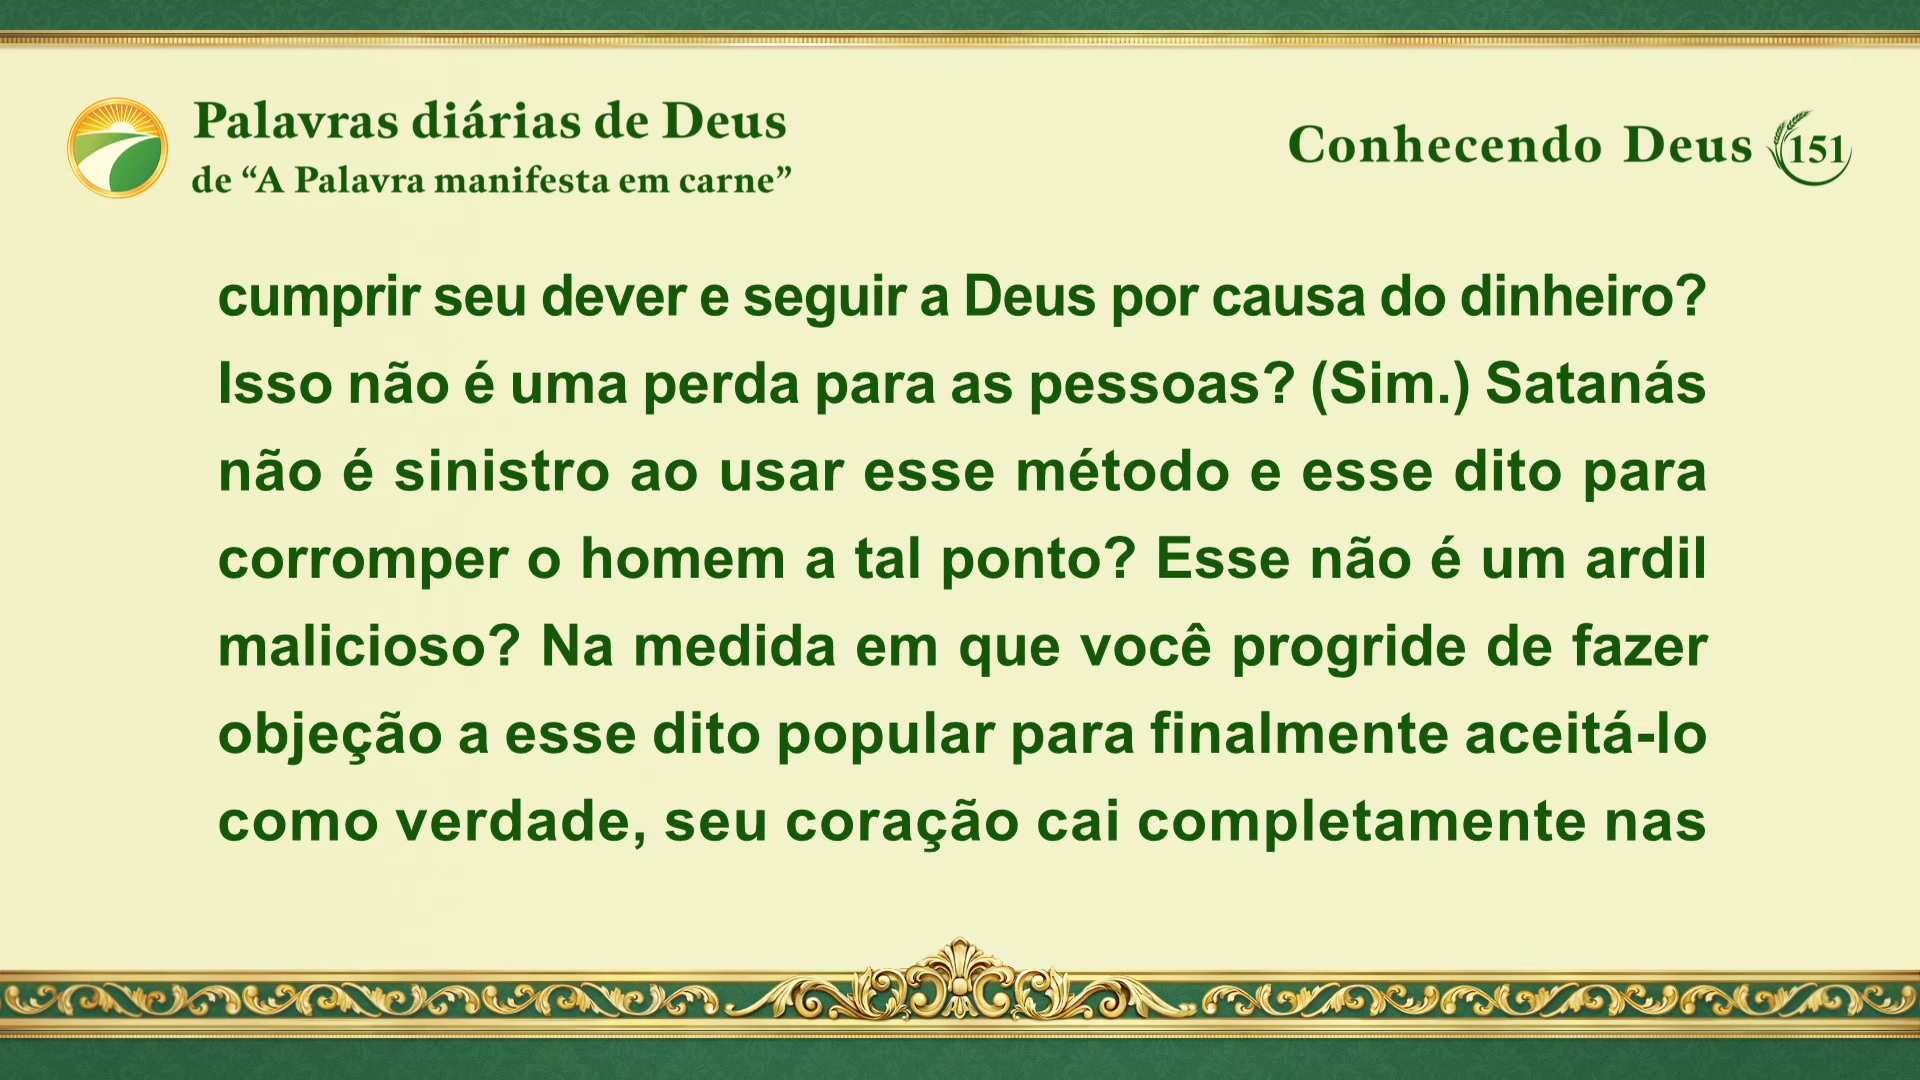 Palavras diárias de Deus
de “A Palavra manifesta em carne”
Conhecendo Deus 151
cumprir seu dever e seguir a Deus por causa do dinheiro?
Isso não é uma perda para as pessoas? (Sim.) Satanás
não é sinistro ao usar esse método e esse dito para
corromper o homem a tal ponto? Esse não é um ardil
malicioso? Na medida em que você progride de fazer
objeção a esse dito popular para finalmente aceitá-lo
como verdade, seu coração cai completamente nas